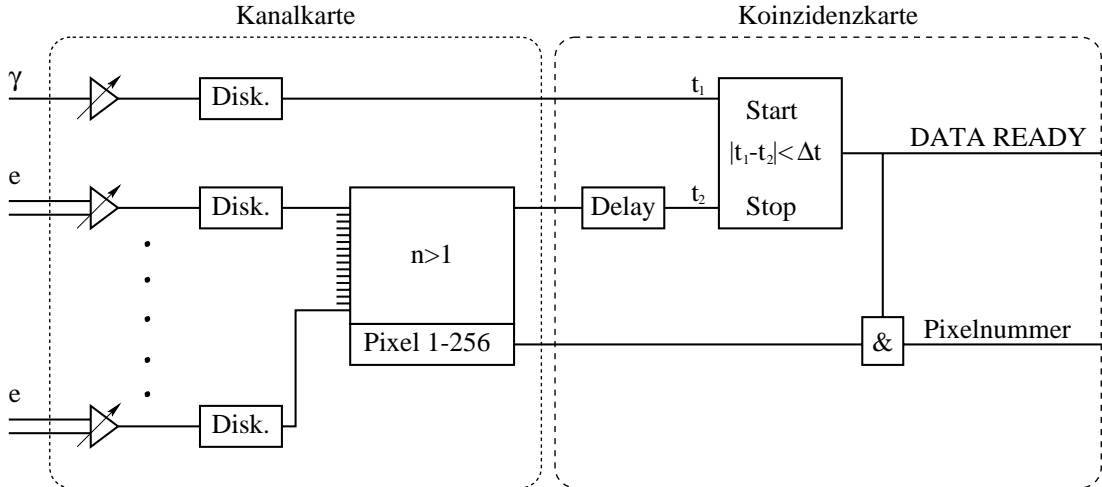 Kanalkarte
Koinzidenzkarte
γ
Disk.
t₁
Start
|t₁-t₂|< Δt
DATA READY
e
Disk.
Delay
t₂
Stop
n>1
Pixel 1-256
&
Pixelnummer
e
Disk.